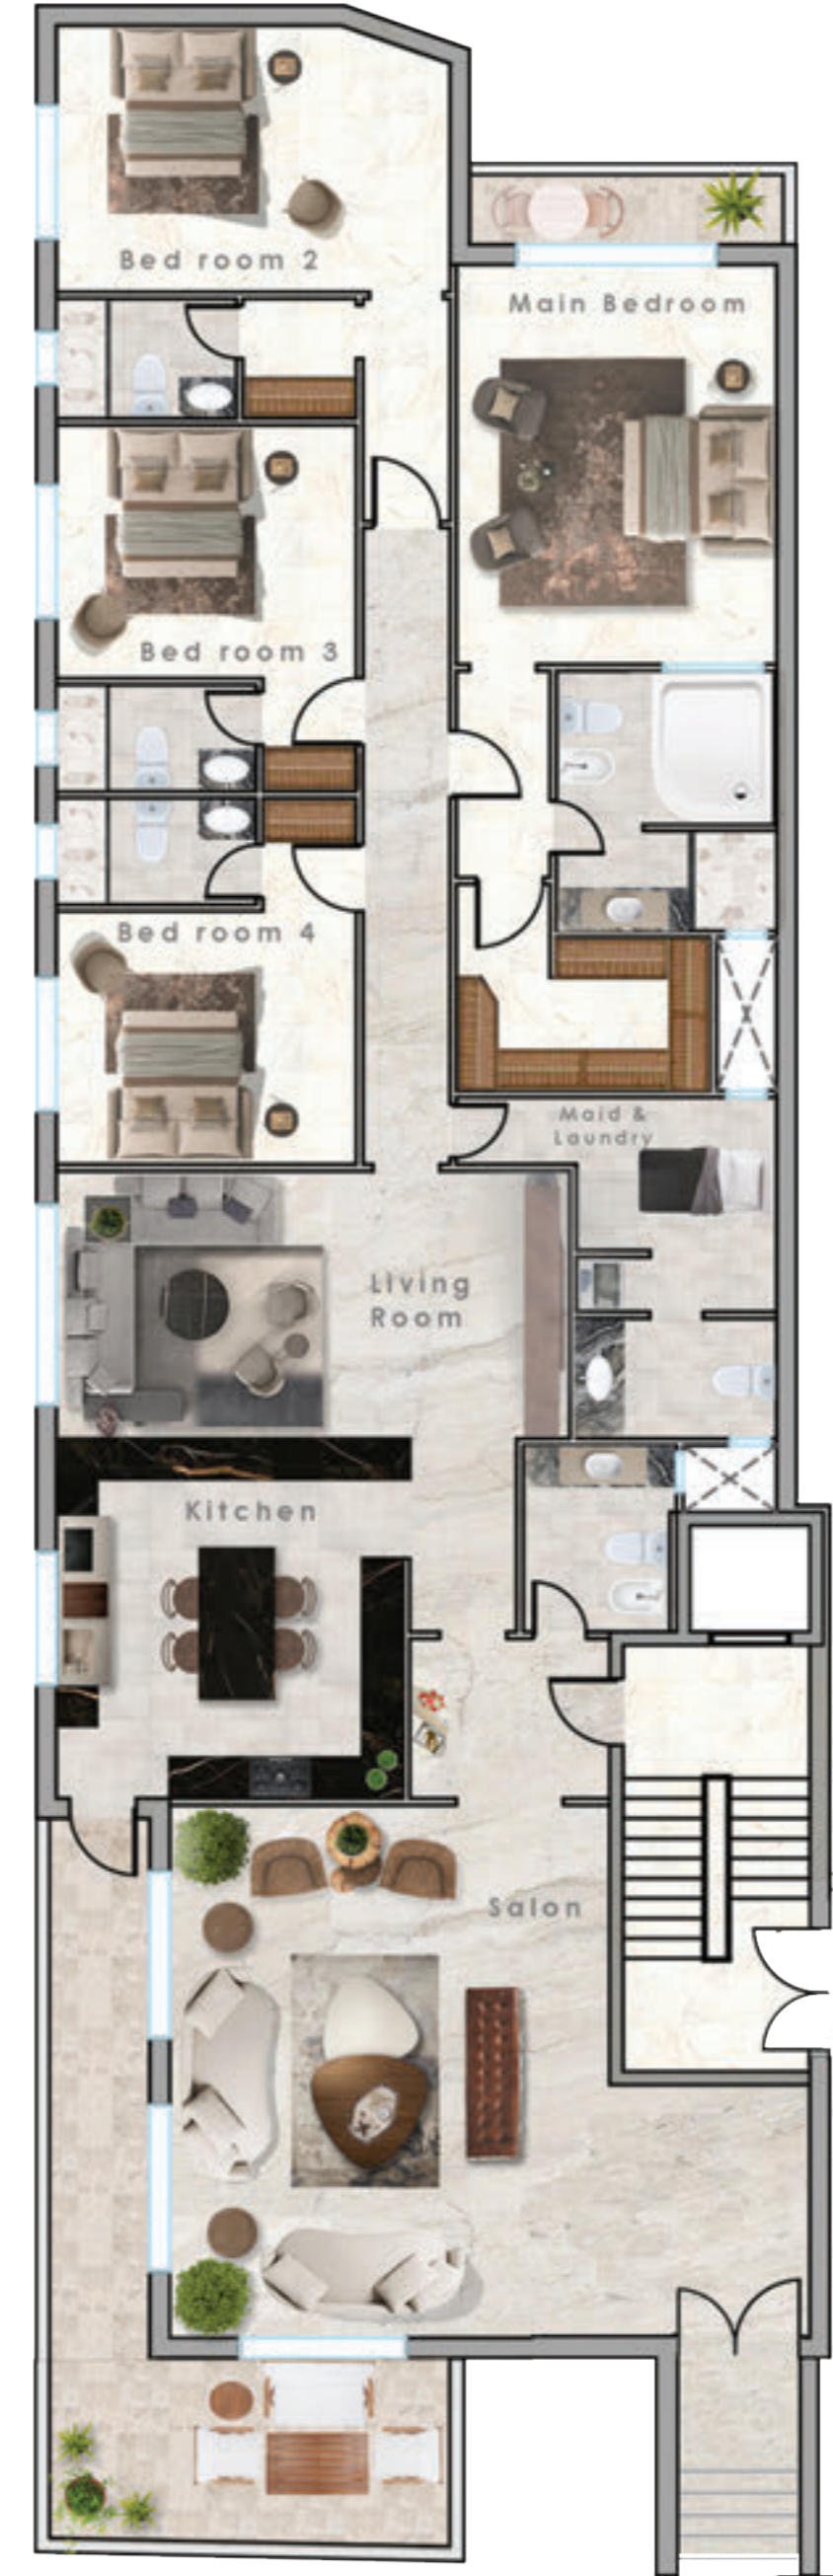 Bed room 2
Main Bedroom
Bed room 3
Bed room 4
Maid &
Laundry
Living
Room
Kitchen
Salon